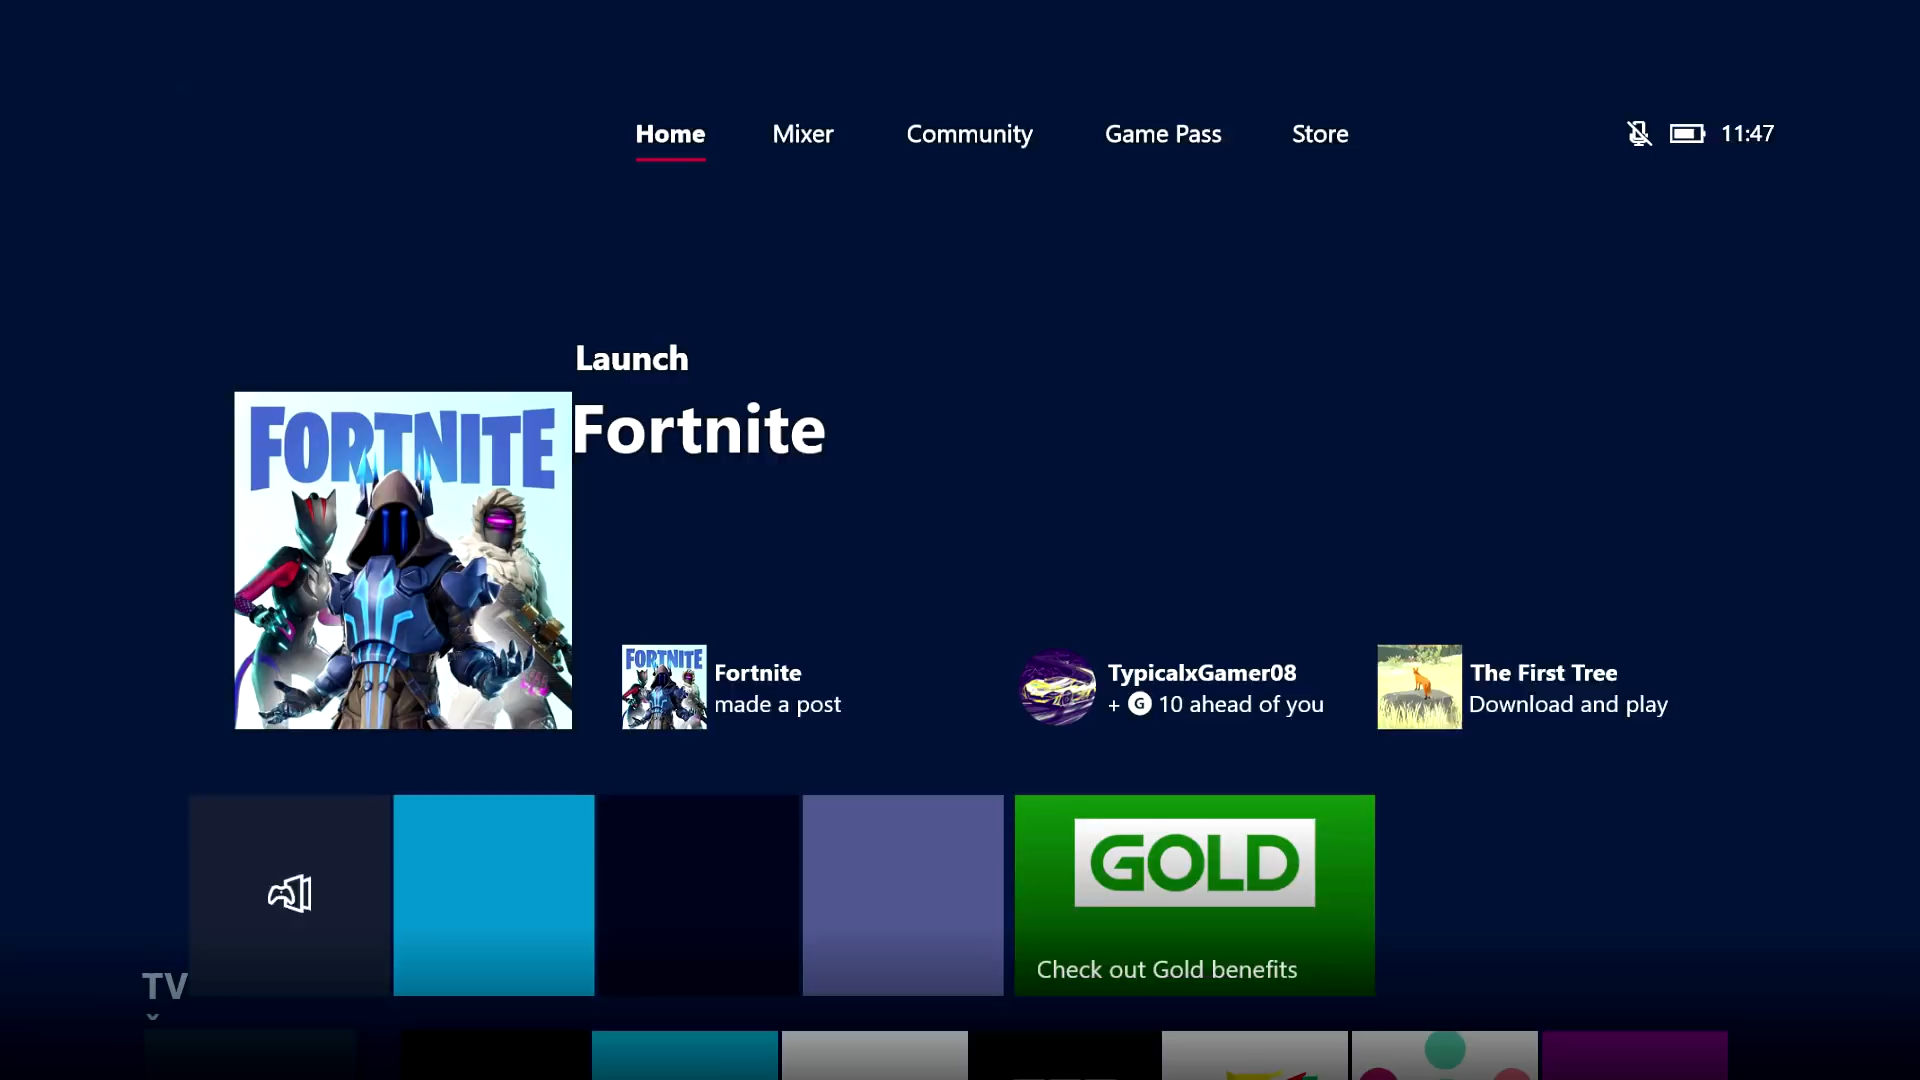 Home Mixer Community Game Pass Store 11:47
Launch
Fortnite
FORTNITE
FORTNITE
Fortnite
made a post
TypicalxGamer08
+ G 10 ahead of you
The First Tree
Download and play
GOLD
Check out Gold benefits
TV